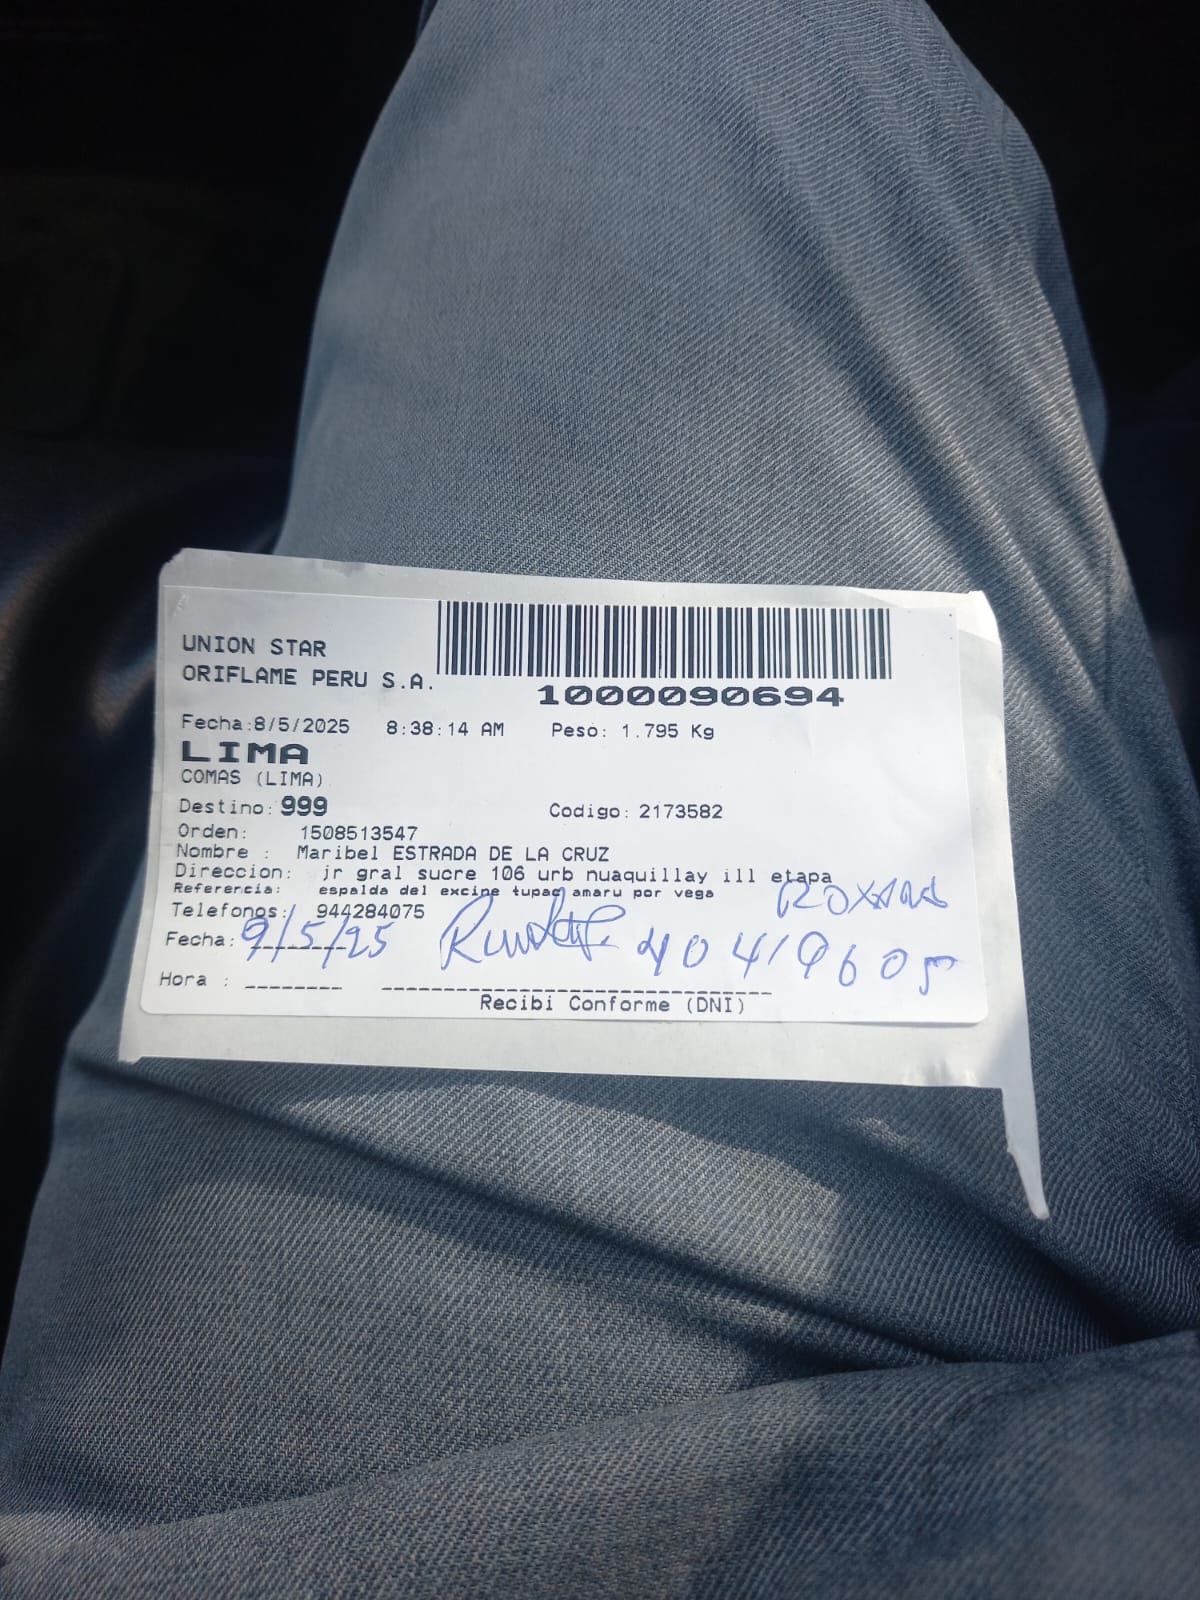 UNION STAR
ORIFLAME PERU S.A.
1000090694
Fecha:8/5/2025 8:38:14 AM Peso: 1.795 Kg
LIMA
COMAS (LIMA)
Destino: 999 Codigo: 2173582
Orden: 1508513547
Nombre : Maribel ESTRADA DE LA CRUZ
Direccion: jr gral sucre 106 urb nuaquillay ill etapa
Referencia: espalda del excine tupac amaru por vega
Telefonos: 944284075
Fecha: 9/5/25 40419605
Hora :
Recibi Conforme (DNI)